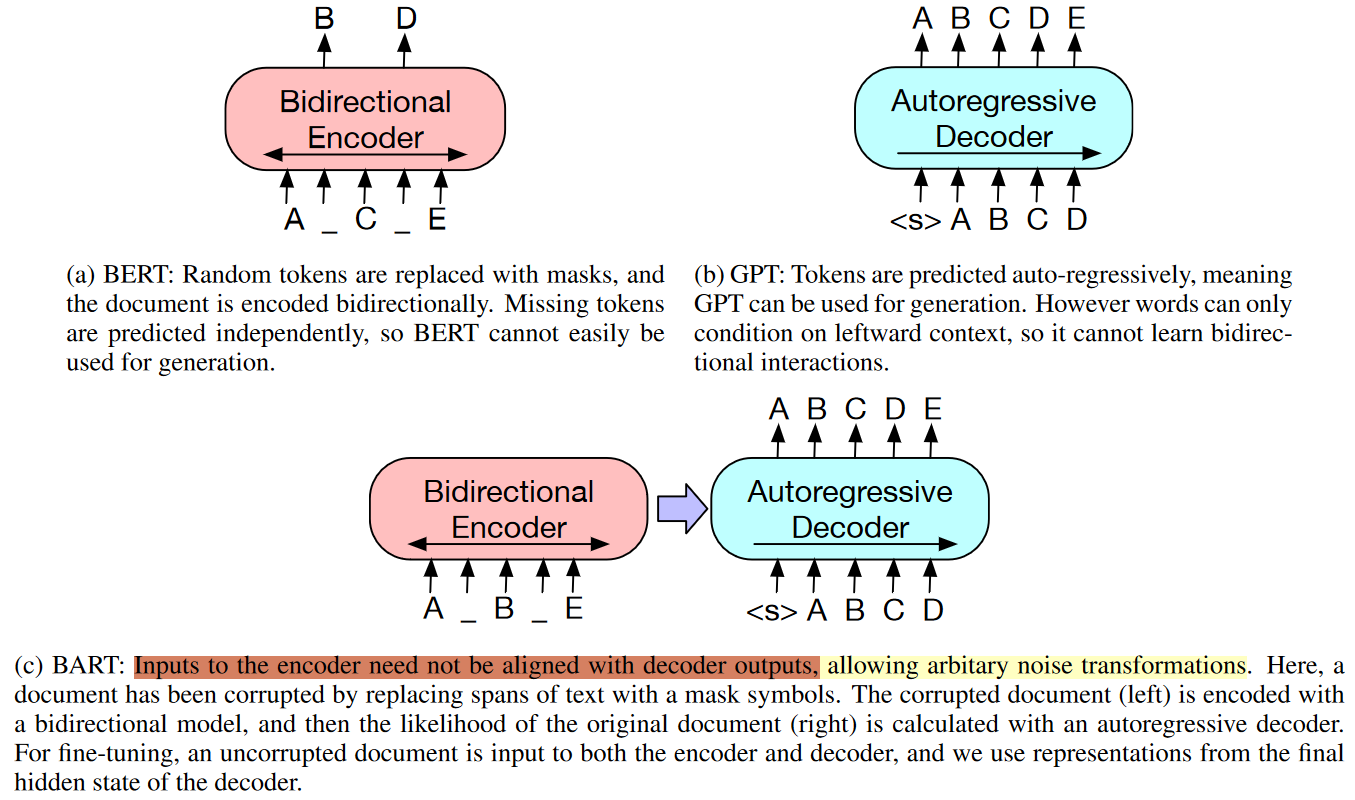 B D
Bidirectional
Encoder
A _ C _ E
(a) BERT: Random tokens are replaced with masks, and
the document is encoded bidirectionally. Missing tokens
are predicted independently, so BERT cannot easily be
used for generation.
A B C D E
Autoregressive
Decoder
<s> A B C D
(b) GPT: Tokens are predicted auto-regressively, meaning
GPT can be used for generation. However words can only
condition on leftward context, so it cannot learn bidirec-
tional interactions.
A B C D E
Bidirectional
Encoder
A _ B _ E
Autoregressive
Decoder
<s> A B C D
(c) BART: Inputs to the encoder need not be aligned with decoder outputs, allowing arbitary noise transformations. Here, a
document has been corrupted by replacing spans of text with a mask symbols. The corrupted document (left) is encoded with
a bidirectional model, and then the likelihood of the original document (right) is calculated with an autoregressive decoder.
For fine-tuning, an uncorrupted document is input to both the encoder and decoder, and we use representations from the final
hidden state of the decoder.